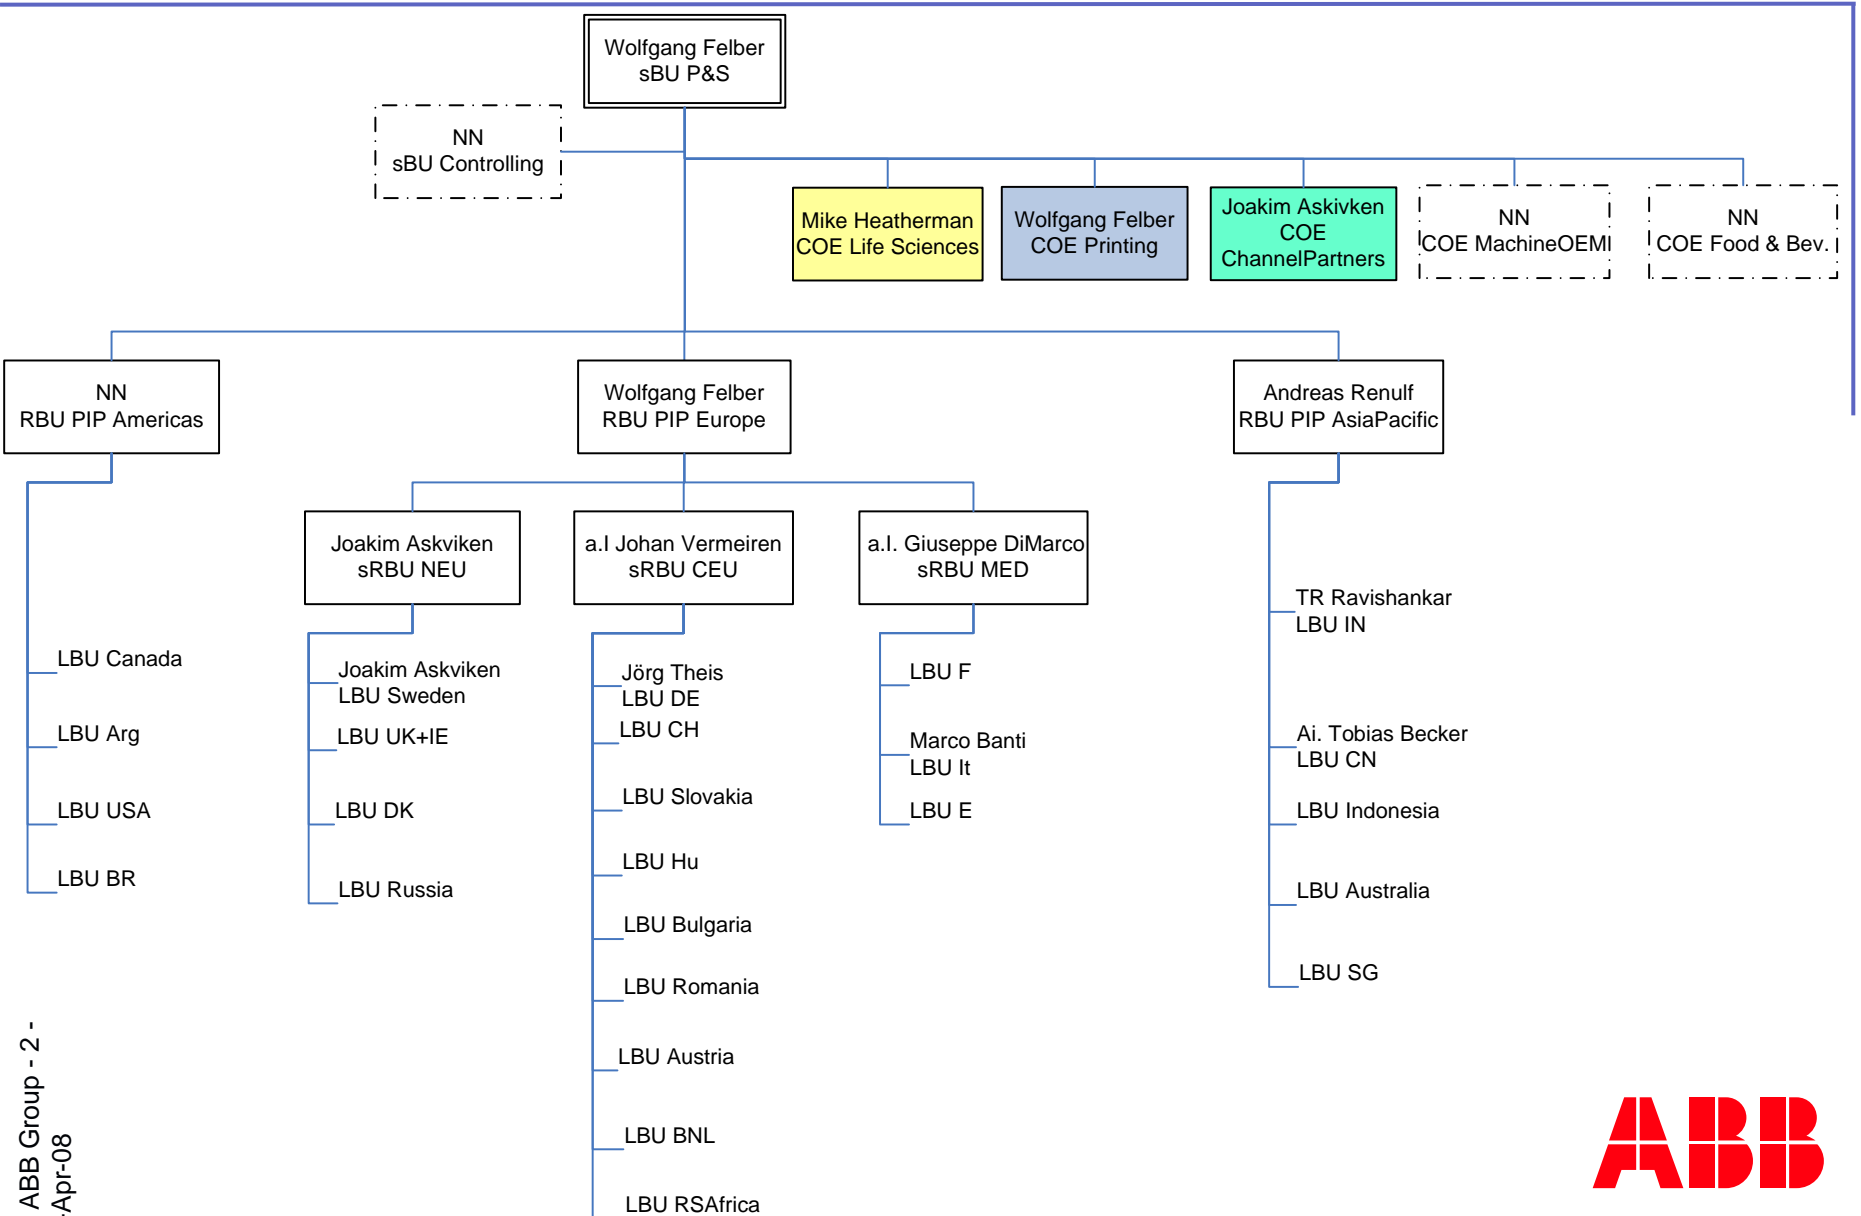 Wolfgang Felber
sBU P&S
NN
sBU Controlling
Mike Heatherman
COE Life Sciences
Wolfgang Felber
COE Printing
Joakim Askivken
COE
ChannelPartners
NN
COE MachineOEM
NN
COE Food & Bev.
NN
RBU PIP Americas
Wolfgang Felber
RBU PIP Europe
Andreas Renulf
RBU PIP AsiaPacific
Joakim Askviken
sRBU NEU
a.I Johan Vermeiren
sRBU CEU
a.I. Giuseppe DiMarco
sRBU MED
LBU Canada
LBU Arg
LBU USA
LBU BR
Joakim Askviken
LBU Sweden
LBU UK+IE
LBU DK
LBU Russia
Jörg Theis
LBU DE
LBU CH
LBU Slovakia
LBU Hu
LBU Bulgaria
LBU Romania
LBU Austria
LBU BNL
LBU RSAfrica
LBU F
Marco Banti
LBU It
LBU E
TR Ravishankar
LBU IN
Ai. Tobias Becker
LBU CN
LBU Indonesia
LBU Australia
LBU SG
ABB Group - 2 -
-Apr-08
ABB